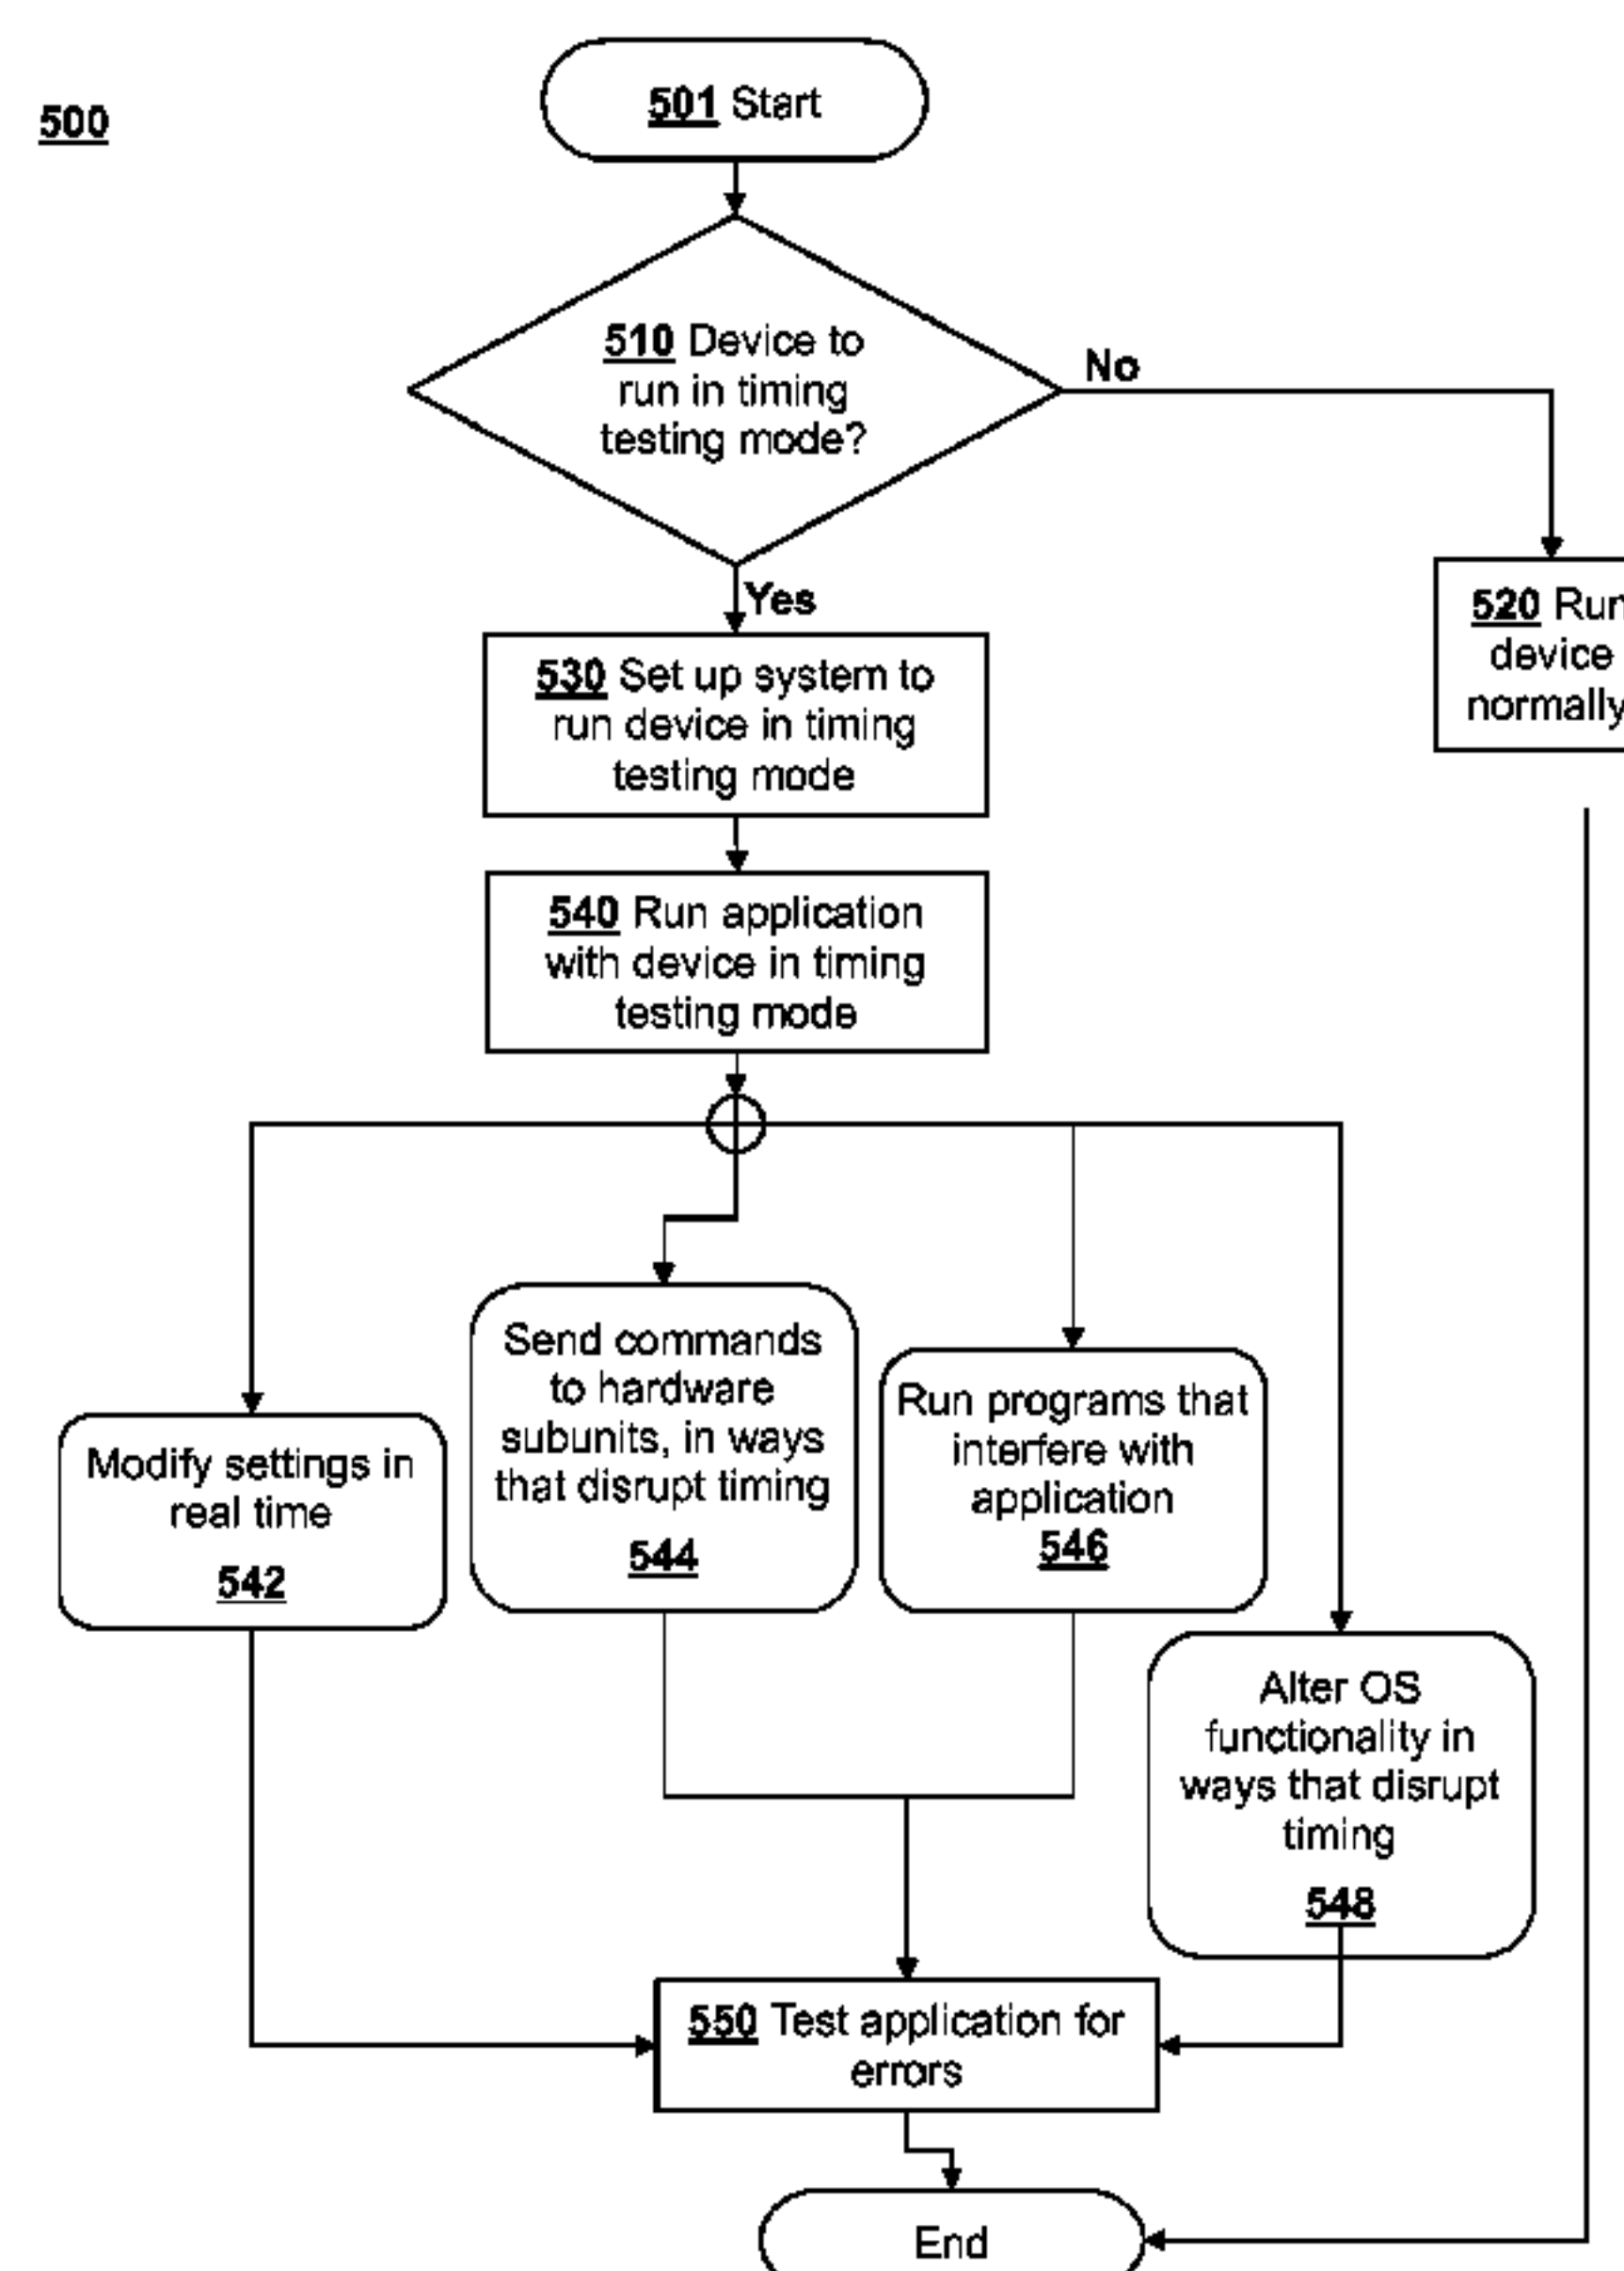 500
501 Start
510 Device to
run in timing
testing mode?
No
Yes
520 Run
device
normally
530 Set up system to
run device in timing
testing mode
540 Run application
with device in timing
testing mode
Send commands
to hardware
subunits, in ways
that disrupt timing
544
Run programs that
interfere with
application
546
Modify settings in
real time
542
Alter OS
functionality in
ways that disrupt
timing
548
550 Test application for
errors
End